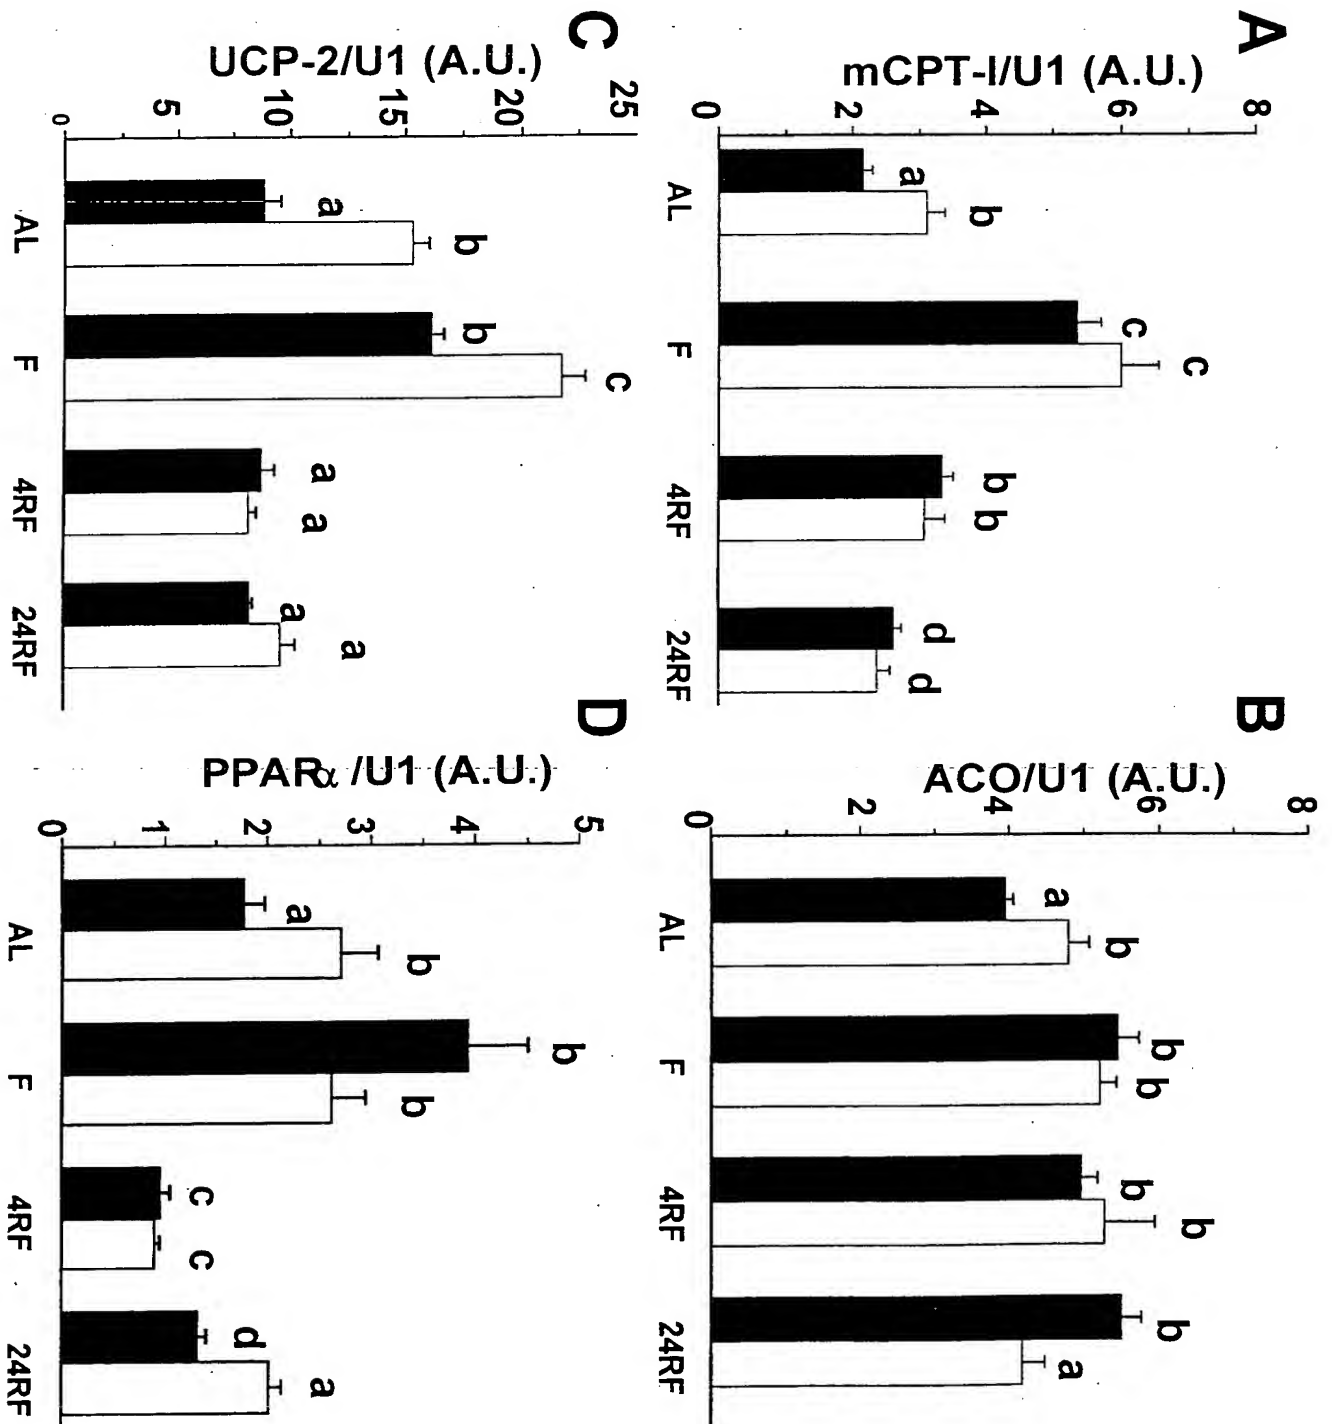 A
mCPT-I/U1 (A.U.)
0 2 4 6 8
a b c c b b d d
AL F 4RF 24RF
B
ACO/U1 (A.U.)
0 2 4 6 8
a b b b b b b a
AL F 4RF 24RF
C
UCP-2/U1 (A.U.)
0 5 10 15 20 25
a b b c a a a a
AL F 4RF 24RF
D
PPARα /U1 (A.U.)
0 1 2 3 4 5
a b b b c c d a
AL F 4RF 24RF